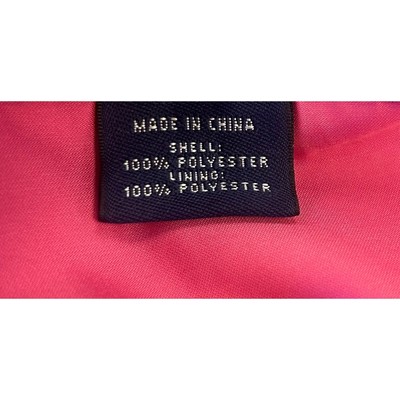 MADE IN CHINA
SHELL:
100% POLYESTER
LINING:
100% POLYESTER